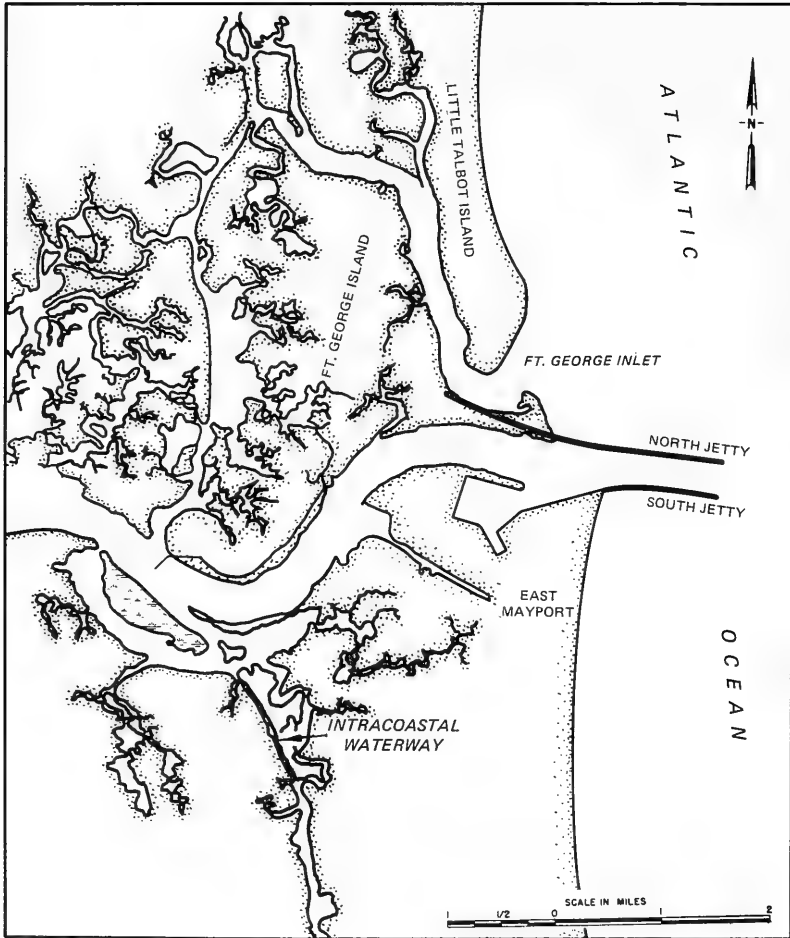 ATLANTIC
N
LITTLE TALBOT ISLAND
FT. GEORGE ISLAND
FT. GEORGE INLET
NORTH JETTY
SOUTH JETTY
EAST
MAYPORT
OCEAN
INTRACOASTAL
WATERWAY
SCALE IN MILES
1 1/2 0 1 2